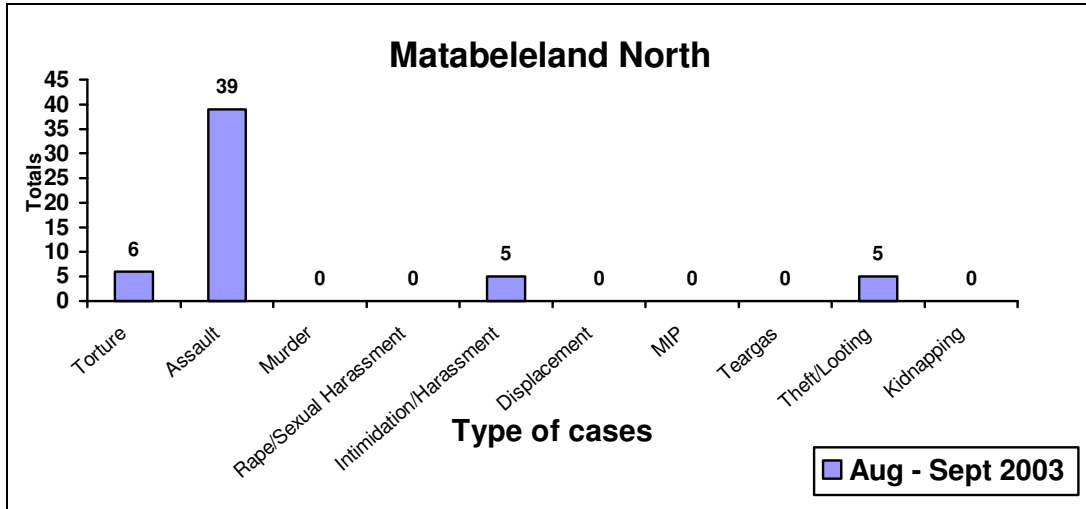 Matabeleland North
Totals
45
40
35
30
25
20
15
10
5
0
6
39
0
0
5
0
0
0
5
0
Torture
Assault
Murder
Rape/Sexual Harassment
Intimidation/Harassment
Displacement
MIP
Teargas
Theft/Looting
Kidnapping
Type of cases
Aug - Sept 2003